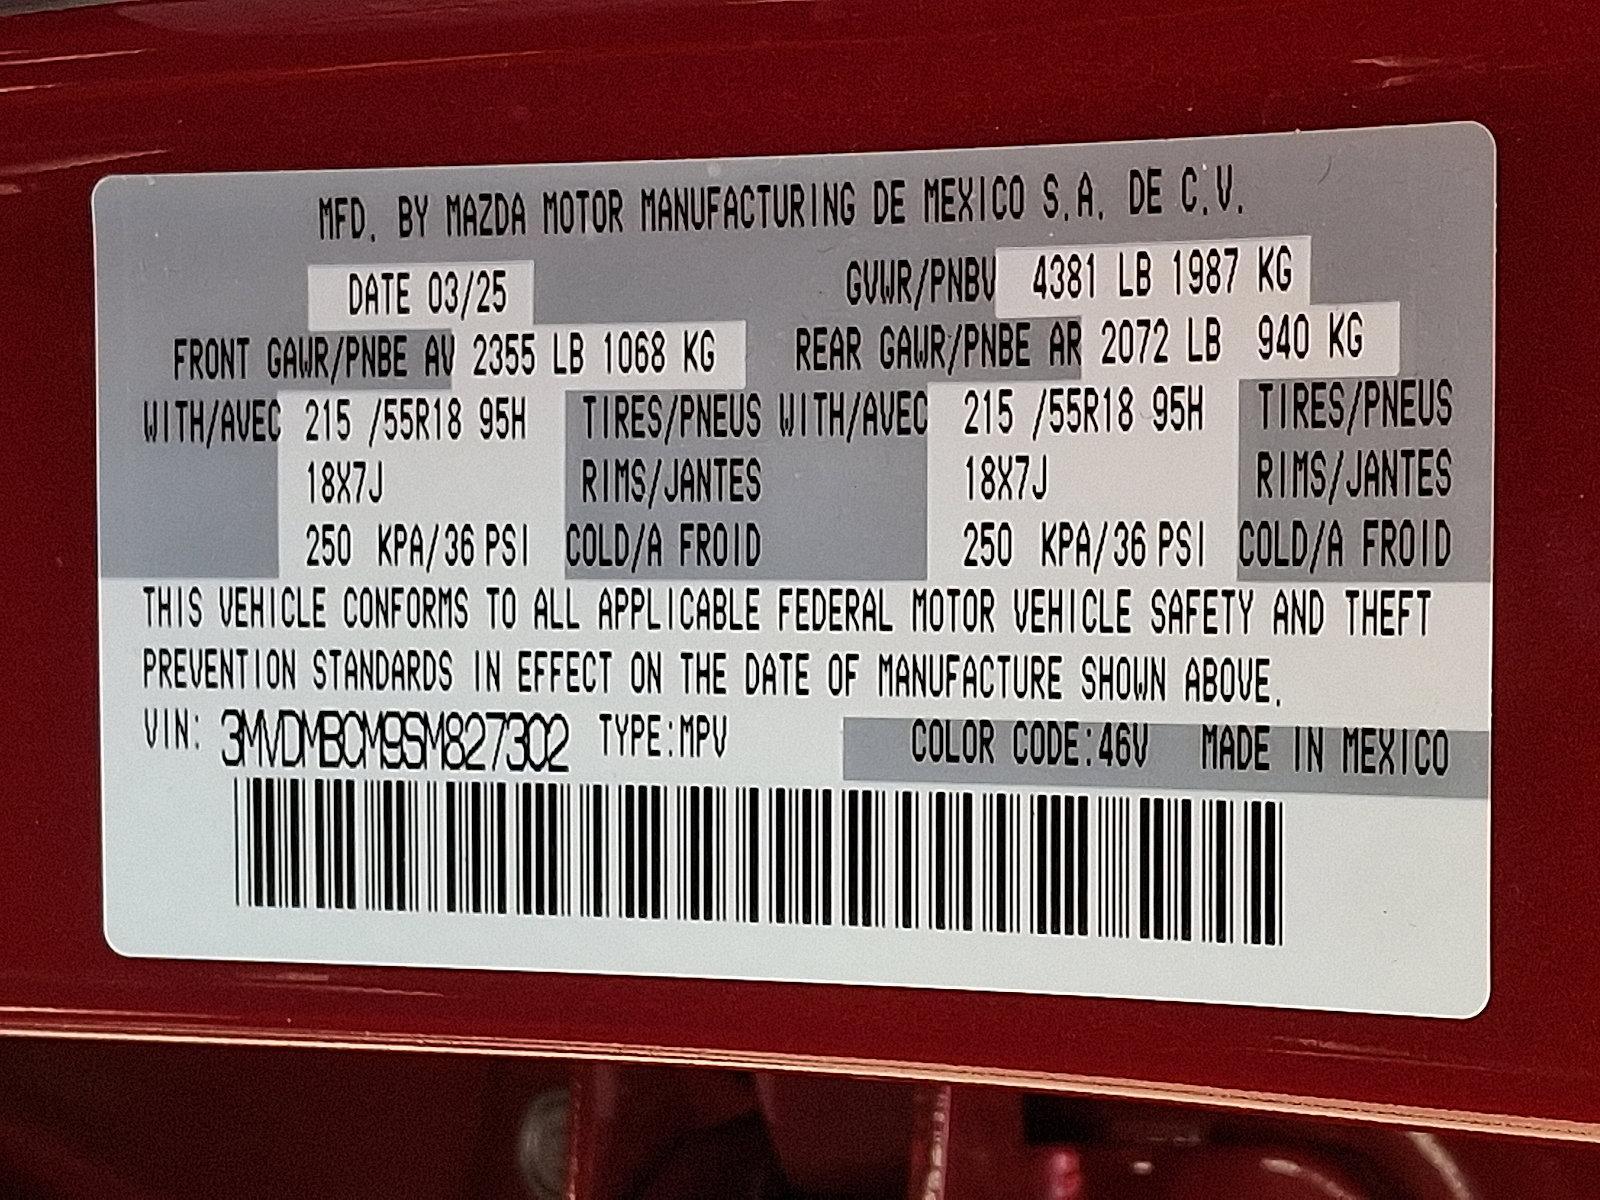 MFD. BY MAZDA MOTOR MANUFACTURING DE MEXICO S.A. DE C.V.
DATE 03/25 GVWR/PNBV 4381 LB 1987 KG
FRONT GAWR/PNBE AV 2355 LB 1068 KG REAR GAWR/PNBE AR 2072 LB 940 KG
WITH/AVEC 215 /55R18 95H TIRES/PNEUS WITH/AVEC 215 /55R18 95H TIRES/PNEUS
18X7J RIMS/JANTES 18X7J RIMS/JANTES
250 KPA/36 PSI COLD/A FROID 250 KPA/36 PSI COLD/A FROID
THIS VEHICLE CONFORMS TO ALL APPLICABLE FEDERAL MOTOR VEHICLE SAFETY AND THEFT
PREVENTION STANDARDS IN EFFECT ON THE DATE OF MANUFACTURE SHOWN ABOVE.
VIN: 3MVDMBCM9SM827302 TYPE:MPV COLOR CODE:46V MADE IN MEXICO